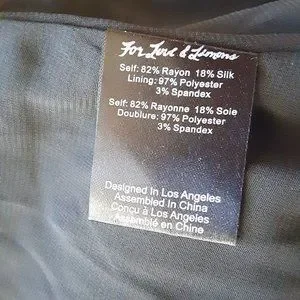 For Love & Lemons
Self: 82% Rayon 18% Silk
Lining: 97% Polyester
3% Spandex
Self: 82% Rayonne 18% Soie
Doublure: 97% Polyester
3% Spandex
Designed In Los Angeles
Assembled In China
Conçu à Los Angeles
Assemblé en Chine